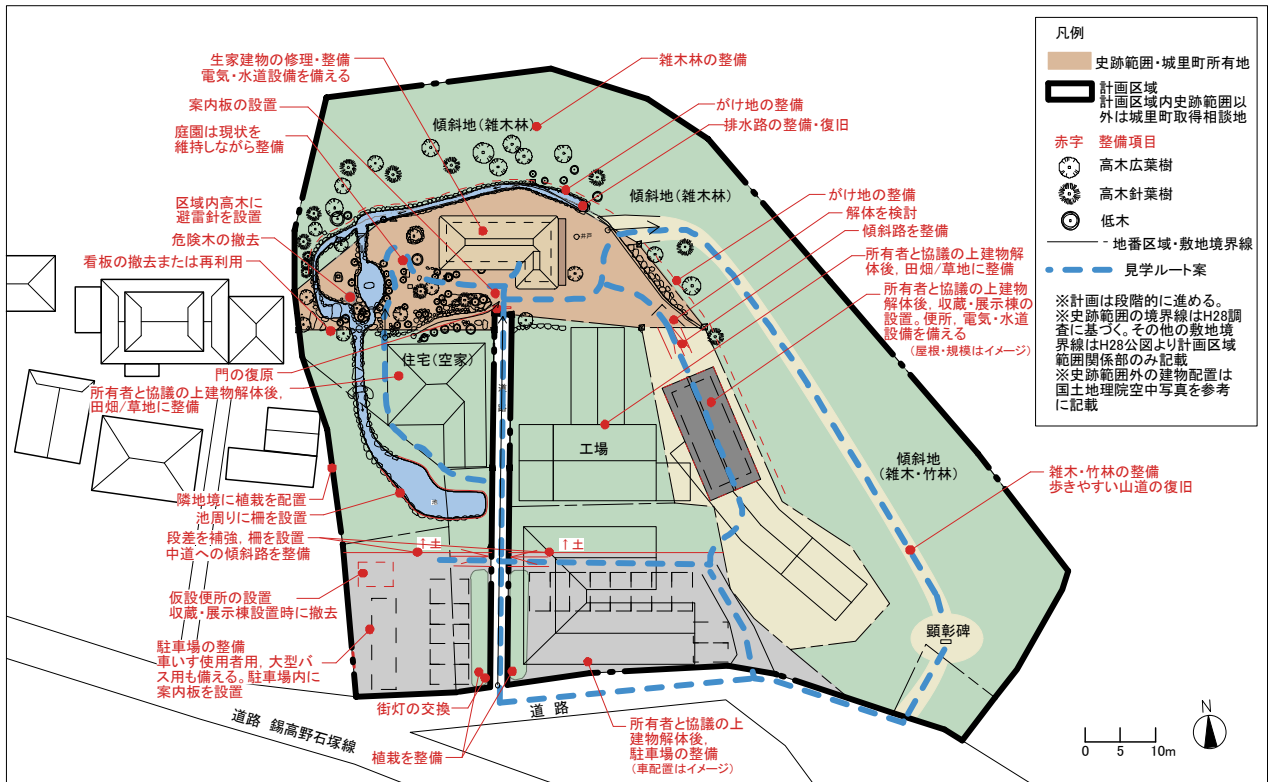 生家建物の修理・整備
電気・水道設備を備える
案内板の設置
庭園は現状を
維持しながら整備
区域内高木に
避雷針を設置
危険木の撤去
看板の撤去または再利用
門の復原
所有者と協議の上建物解体後,
田畑/草地に整備
隣地境に植栽を配置
池周りに柵を設置
段差を補強, 柵を設置
中道への傾斜路を整備
仮設便所の設置
収蔵・展示棟設置時に撤去
駐車場の整備
車いす使用者用, 大型バ
ス用も備える。駐車場内に
案内板を設置
街灯の交換
植栽を整備
道路 錫高野石塚線
道 路
雑木林の整備
がけ地の整備
排水路の整備・復旧
傾斜地(雑木林)
傾斜地(雑木林)
井戸
がけ地の整備
解体を検討
傾斜路を整備
所有者と協議の上建物解
体後, 田畑/草地に整備
所有者と協議の上建物
解体後, 収蔵・展示棟の
設置。便所, 電気・水道
設備を備える
(屋根・規模はイメージ)
住宅(空家)
道 路
工場
池
↑土
↑土
傾斜地
(雑木・竹林)
雑木・竹林の整備
歩きやすい山道の復旧
顕彰碑
所有者と協議の上
建物解体後,
駐車場の整備
(車配置はイメージ)
凡例
史跡範囲・城里町所有地
計画区域
計画区域内史跡範囲以
外は城里町取得相談地
赤字 整備項目
高木広葉樹
高木針葉樹
低木
地番区域・敷地境界線
見学ルート案
※計画は段階的に進める。
※史跡範囲の境界線はH28調
査に基づく。その他の敷地境
界線はH28公図より計画区域
範囲関係部のみ記載
※史跡範囲外の建物配置は
国土地理院空中写真を参考
に記載
N
0 5 10m